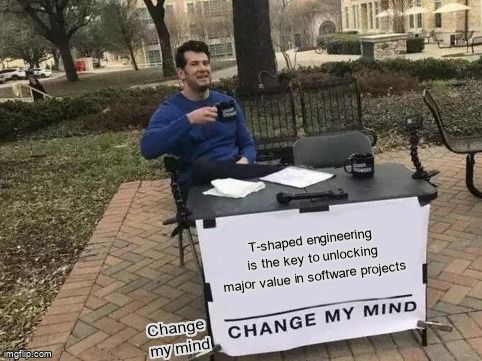 T-shaped engineering
is the key to unlocking
major value in software projects
CHANGE MY MIND
Change
my mind
imgflip.com